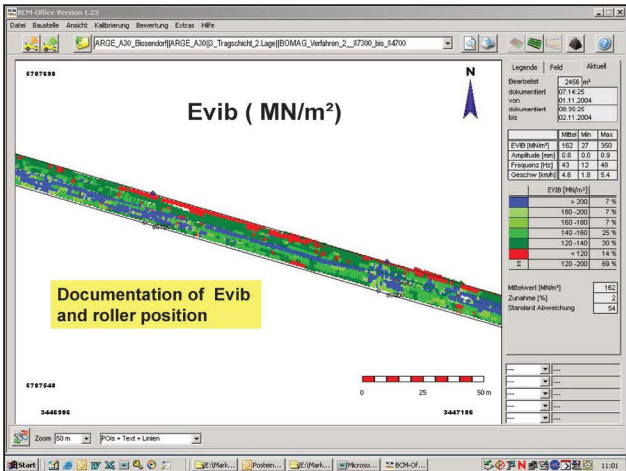 BCM-Office Version 1.23
Datei Baustelle Ansicht Kalibrierung Bewertung Extras Hilfe
ARGE_A30_Bissendorf||ARGE_A30||3_Tragschicht_2.Lage||BOMAG_Verfahren_2__87300_bis_84700
5787698
Evib ( MN/m²)
N
Documentation of Evib
and roller position
5787548
3446986
3447186
0 25 50 m
Legende Feld Aktuell
Bearbeitet 2456 m²
dokumentiert von 07:14:25
01.11.2004
dokumentiert bis 08:35:25
02.11.2004
Mittel Min Max
EVIB [MN/m²] 162 27 350
Amplitude [mm] 0.8 0.0 0.9
Frequenz [Hz] 43 12 48
Geschw [km/h] 4.6 1.8 5.4
EVIB [MN/m²]
> 200 7 %
180 -200 7 %
160 -180 7 %
140 -160 25 %
120 -140 30 %
< 120 14 %
Σ 120 -200 69 %
Mittelwert [MN/m²] 162
Zunahme [%] 2
Standard Abweichung 54
--- ---
--- ---
--- ---
--- ---
--- ---
Zoom 50 m POIs + Text + Linien
Start E:\Mark... Postein... E:\Mark... Microso... BCM-Of... 11:01